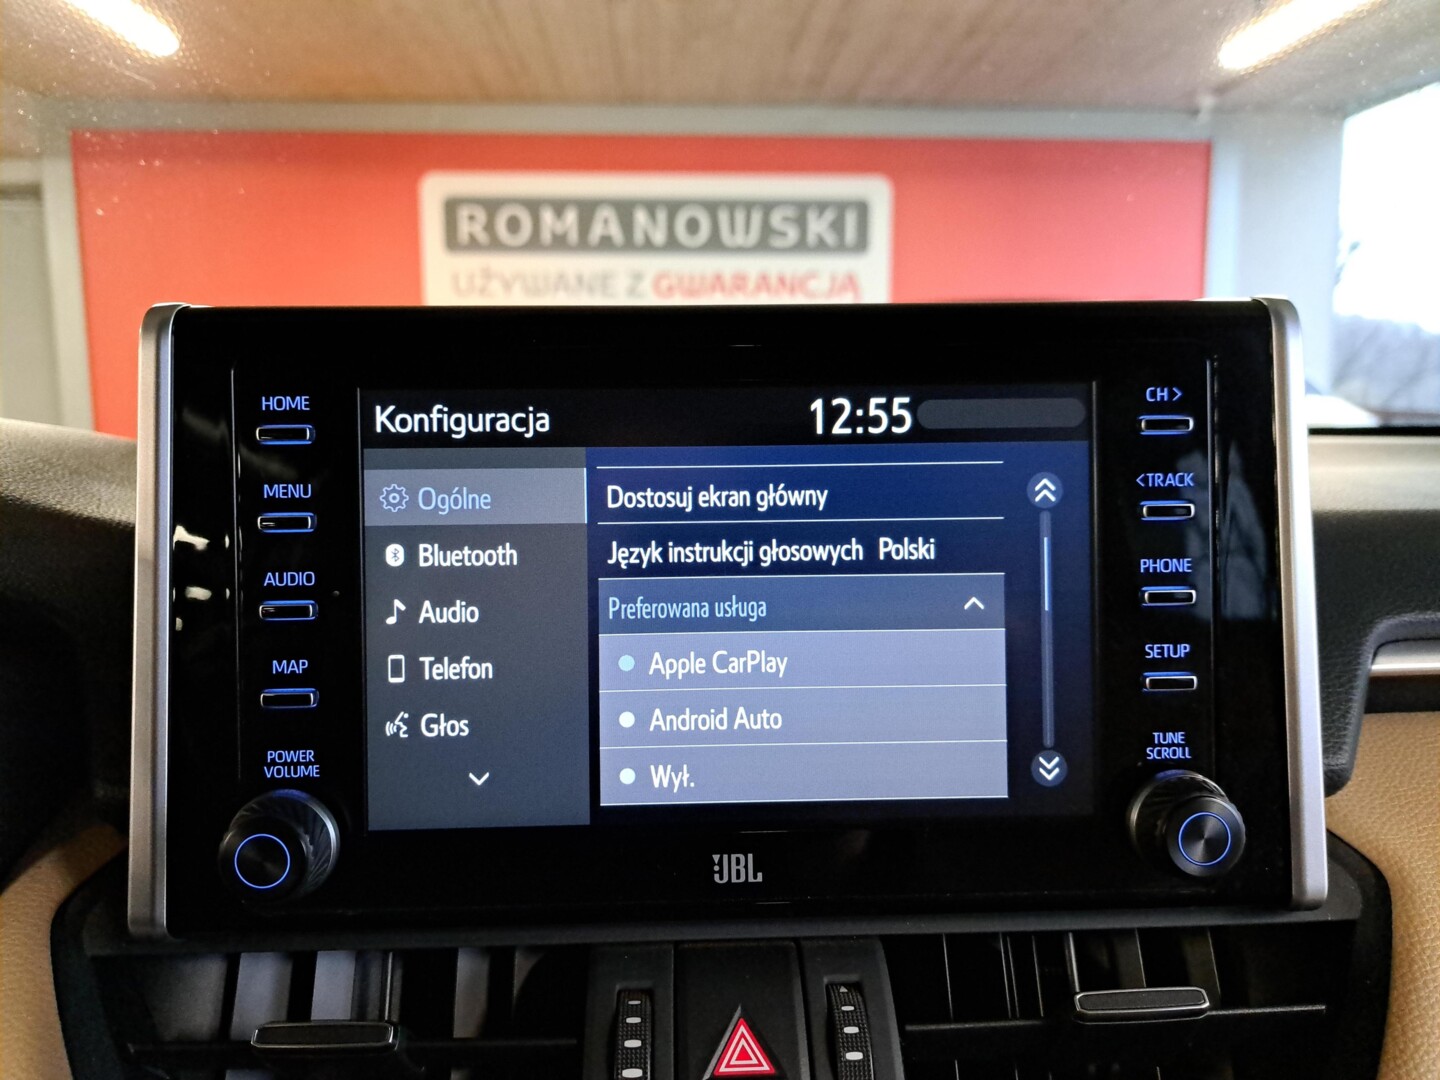 ROMANOWSKI
UŻYWANE Z GWARANCJĄ
HOME
MENU
AUDIO
MAP
POWER
VOLUME
Konfiguracja 12:55
Ogólne
Bluetooth
Audio
Telefon
Głos
Dostosuj ekran główny
Język instrukcji głosowych Polski
Preferowana usługa
Apple CarPlay
Android Auto
Wył.
CH >
<TRACK
PHONE
SETUP
TUNE
SCROLL
JBL